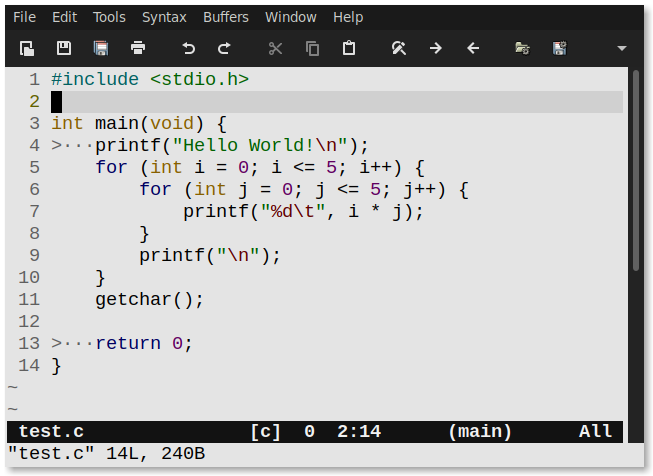 File Edit Tools Syntax Buffers Window Help
1 #include <stdio.h>
2
3 int main(void) {
4 >···printf("Hello World!\n");
5     for (int i = 0; i <= 5; i++) {
6         for (int j = 0; j <= 5; j++) {
7             printf("%d\t", i * j);
8         }
9         printf("\n");
10     }
11     getchar();
12
13 >···return 0;
14 }
~
~
test.c [c] 0 2:14 (main) All
"test.c" 14L, 240B